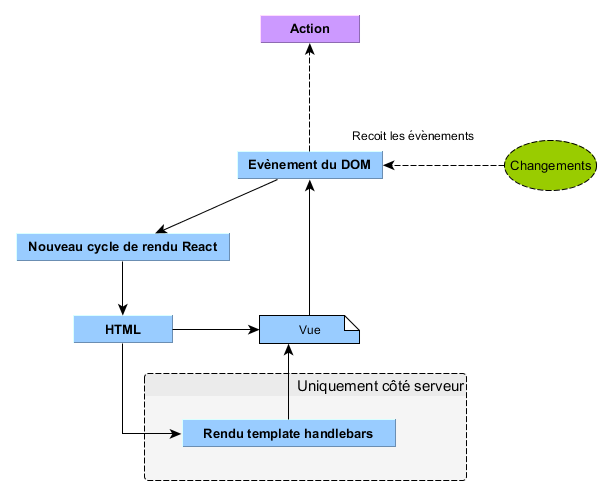 Action
Recoit les évènements
Evènement du DOM
Changements
Nouveau cycle de rendu React
HTML
Vue
Uniquement côté serveur
Rendu template handlebars